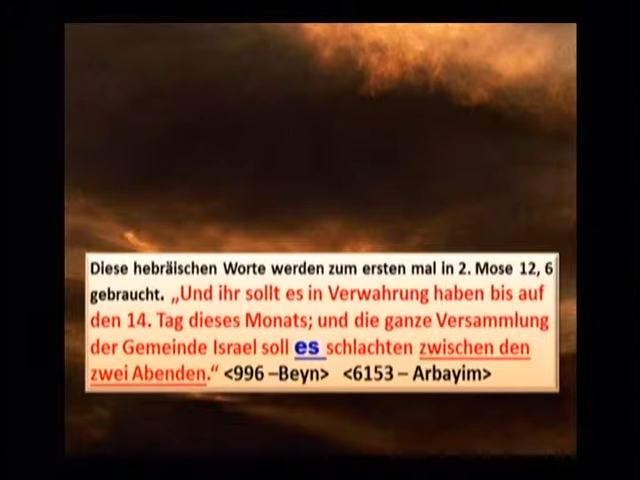 Diese hebräischen Worte werden zum ersten mal in 2. Mose 12, 6
gebraucht. „Und ihr sollt es in Verwahrung haben bis auf
den 14. Tag dieses Monats; und die ganze Versammlung
der Gemeinde Israel soll es schlachten zwischen den
zwei Abenden.“ <996 –Beyn> <6153 – Arbayim>